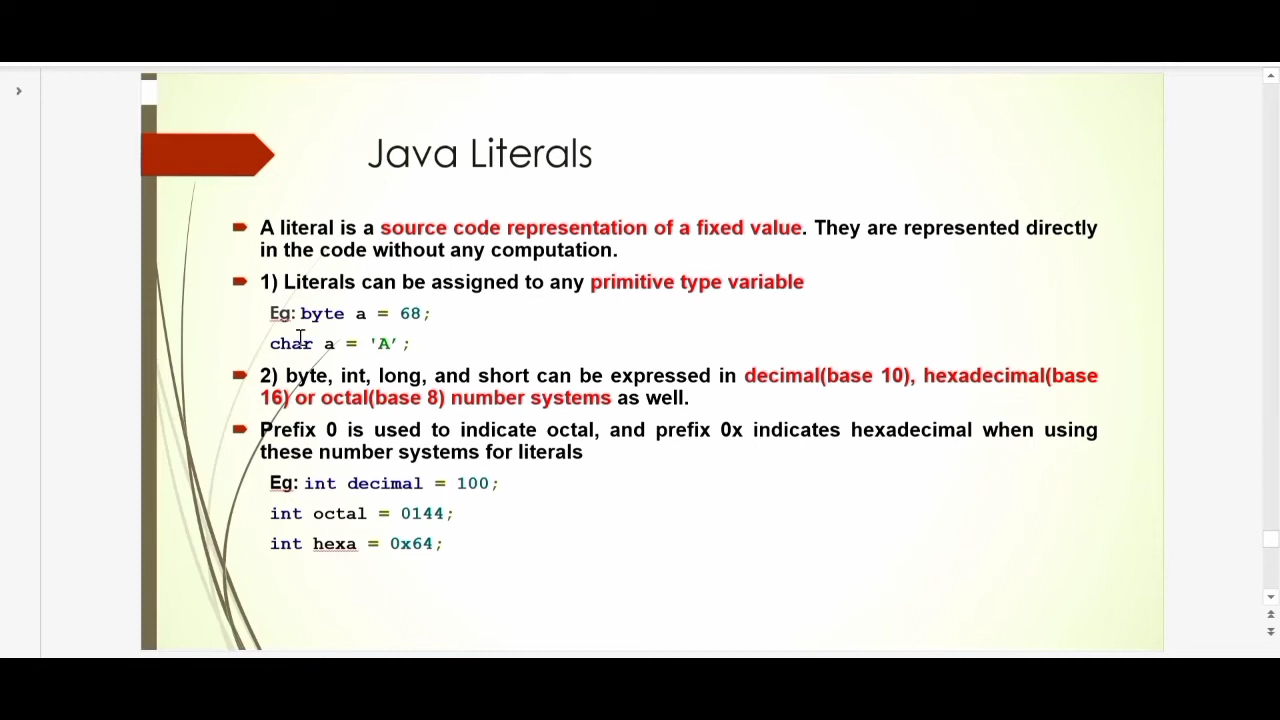 Java Literals
A literal is a source code representation of a fixed value. They are represented directly
in the code without any computation.
1) Literals can be assigned to any primitive type variable
Eg: byte a = 68;
char a = 'A’;
2) byte, int, long, and short can be expressed in decimal(base 10), hexadecimal(base
16) or octal(base 8) number systems as well.
Prefix 0 is used to indicate octal, and prefix 0x indicates hexadecimal when using
these number systems for literals
Eg: int decimal = 100;
int octal = 0144;
int hexa = 0x64;